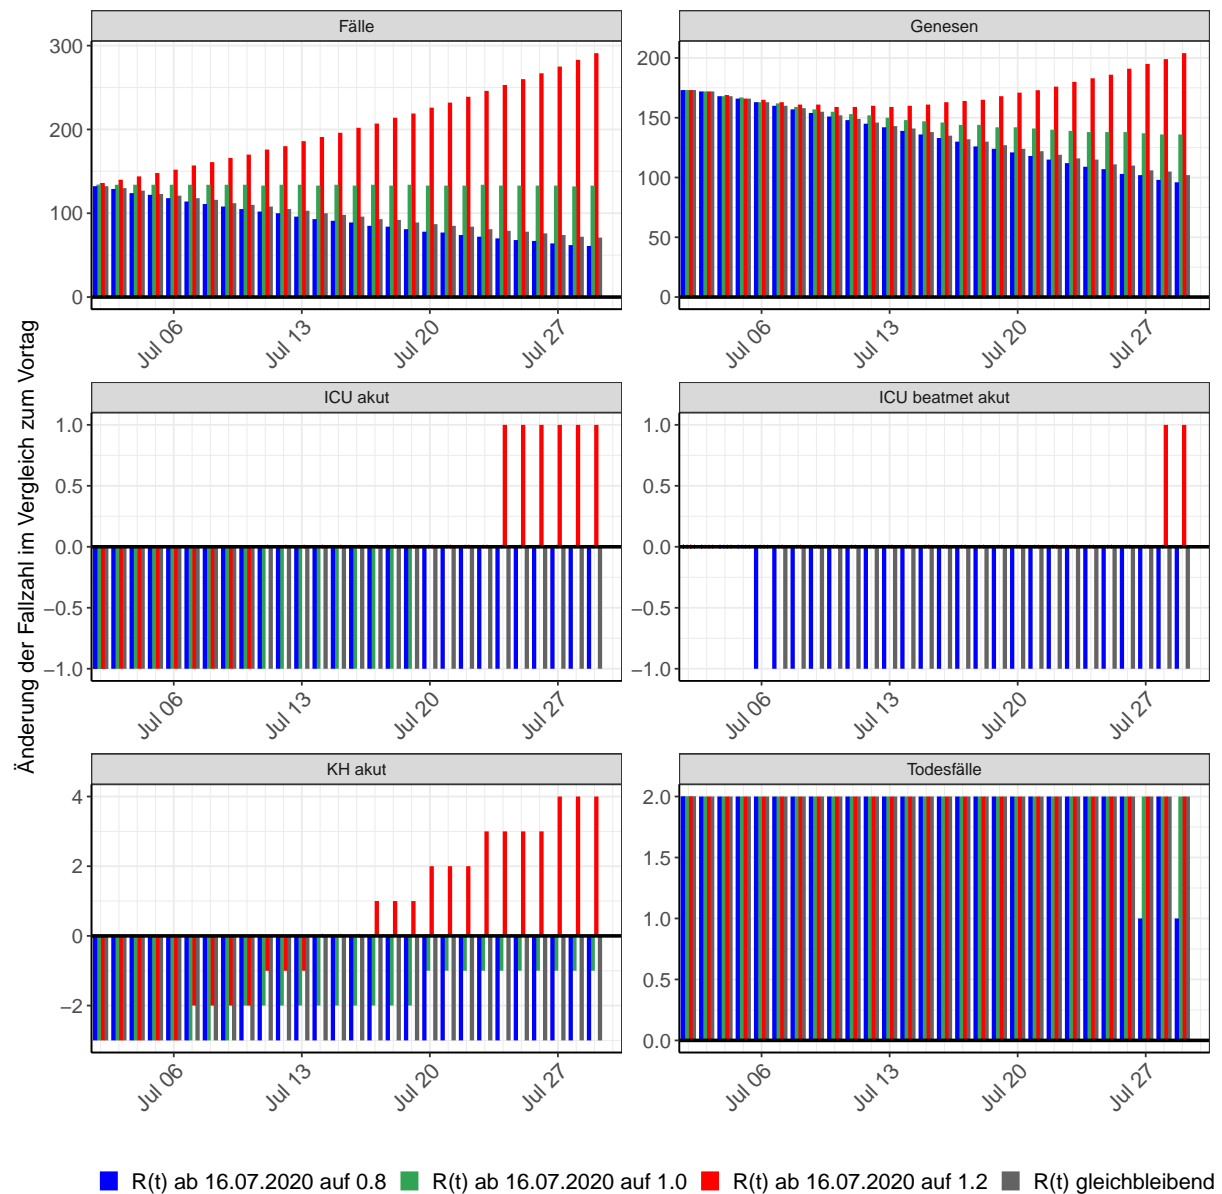 Fälle
Genesen
300
200
100
0
200
150
100
50
0
Jul 06
Jul 13
Jul 20
Jul 27
Jul 06
Jul 13
Jul 20
Jul 27
Änderung der Fallzahl im Vergleich zum Vortag
ICU akut
ICU beatmet akut
1.0
0.5
0.0
−0.5
−1.0
1.0
0.5
0.0
−0.5
−1.0
Jul 06
Jul 13
Jul 20
Jul 27
Jul 06
Jul 13
Jul 20
Jul 27
KH akut
Todesfälle
4
2
0
−2
2.0
1.5
1.0
0.5
0.0
Jul 06
Jul 13
Jul 20
Jul 27
Jul 06
Jul 13
Jul 20
Jul 27
R(t) ab 16.07.2020 auf 0.8
R(t) ab 16.07.2020 auf 1.0
R(t) ab 16.07.2020 auf 1.2
R(t) gleichbleibend